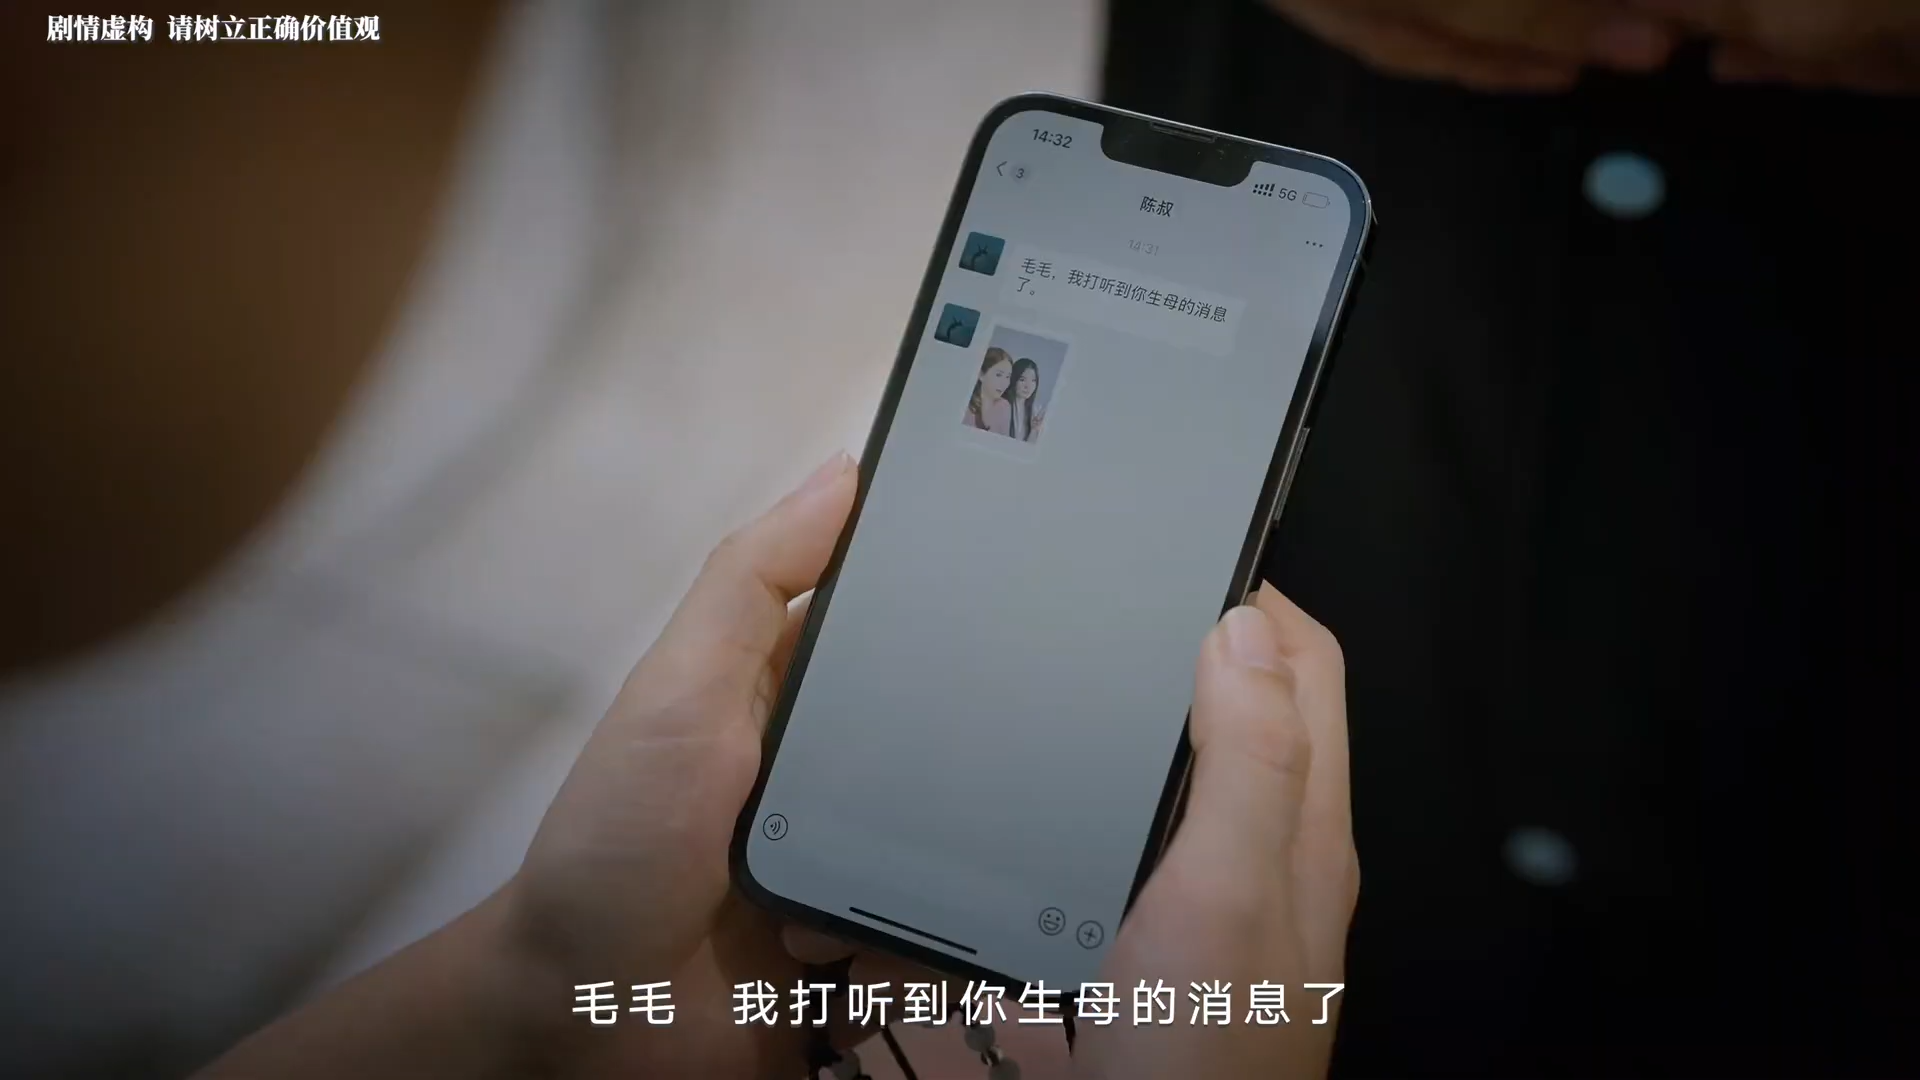 剧情虚构 请树立正确价值观
14:32
5G
3
陈叔
14:31
毛毛，我打听到你生母的消息
了。
毛毛 我打听到你生母的消息了